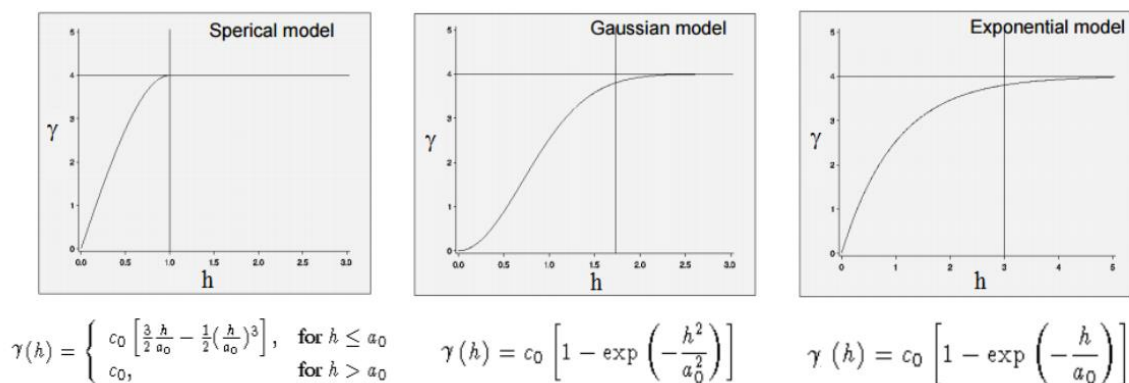 Sperical model
5
4
3
2
1
0
γ
0.0 0.5 1.0 1.5 2.0 2.5 3.0
h
Gaussian model
5
4
3
2
1
0
γ
0.0 0.5 1.0 1.5 2.0 2.5 3.0
h
Exponential model
5
4
3
2
1
0
γ
0 1 2 3 4 5
h
γ(h) = { c₀ [3/2 h/a₀ − 1/2 (h/a₀)³], for h ≤ a₀
c₀, for h > a₀
γ (h) = c₀ [1 − exp (−h²/a₀²)]
γ (h) = c₀ [1 − exp (−h/a₀)]